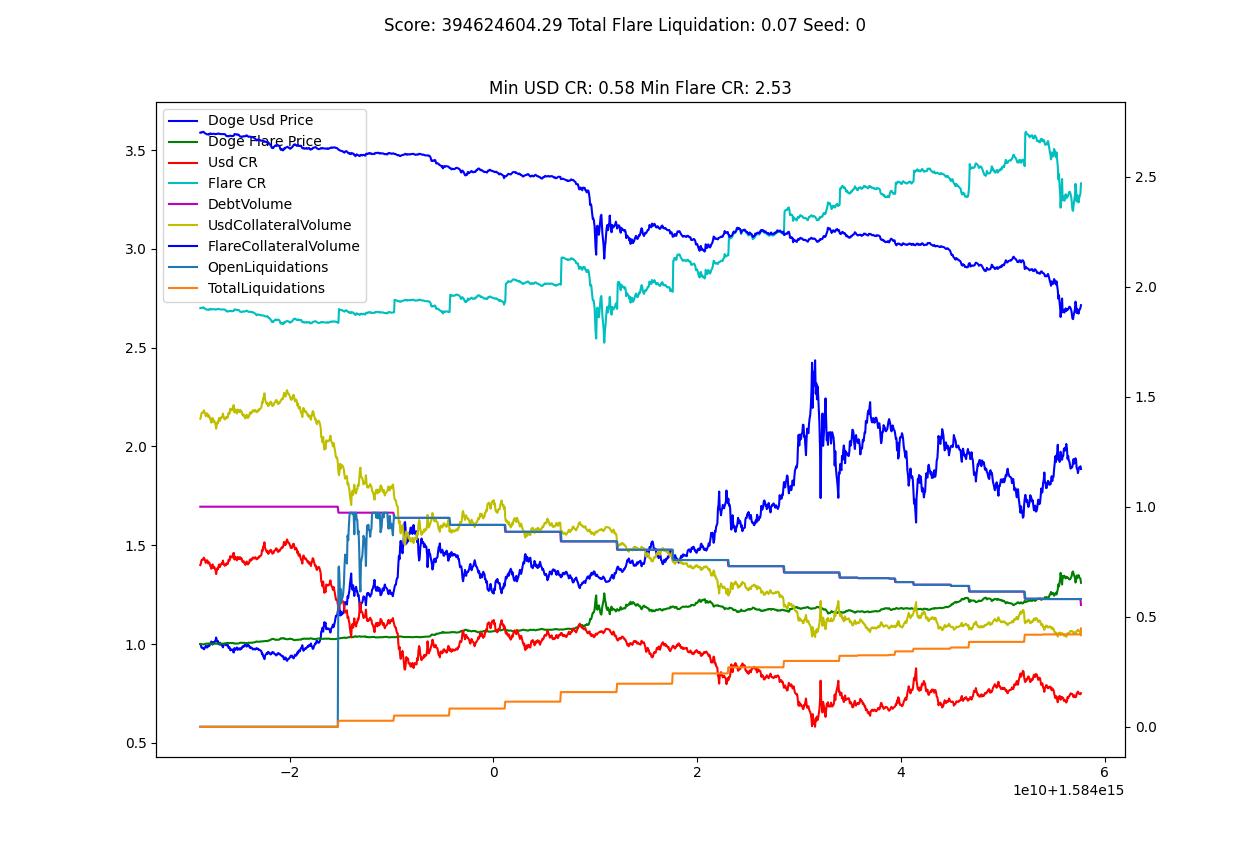 Score: 394624604.29 Total Flare Liquidation: 0.07 Seed: 0
Min USD CR: 0.58 Min Flare CR: 2.53
Doge Usd Price
Doge Flare Price
Usd CR
Flare CR
DebtVolume
UsdCollateralVolume
FlareCollateralVolume
OpenLiquidations
TotalLiquidations
3.5
3.0
2.5
2.0
1.5
1.0
0.5
2.5
2.0
1.5
1.0
0.5
0.0
−2 0 2 4 6
1e10+1.584e15